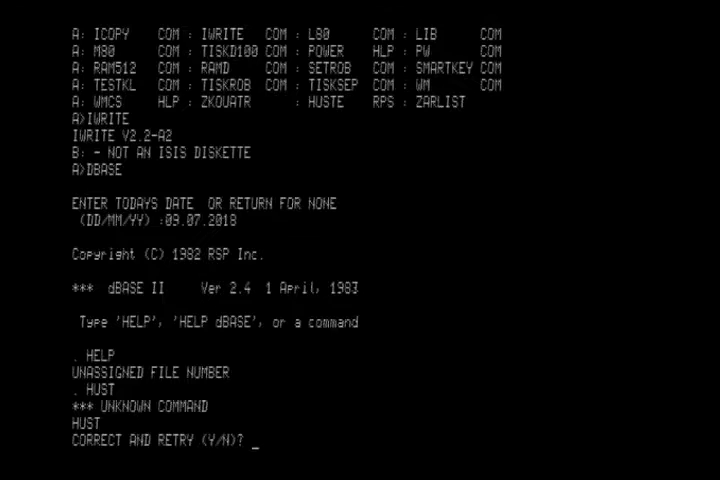 A: ICOPY    COM : IWRITE   COM : L80      COM : LIB      COM
A: M80      COM : TISKD100 COM : POWER    HLP : PW       COM
A: RAM512   COM : RAMD     COM : SETROB   COM : SMARTKEY COM
A: TESTKL   COM : TISKROB  COM : TISKSEP  COM : WM       COM
A: WMCS     HLP : ZKOUATR      : HUSTE    RPS : ZARLIST
A>IWRITE
IWRITE V2.2-A2
B: - NOT AN ISIS DISKETTE
A>DBASE
ENTER TODAYS DATE  OR RETURN FOR NONE
(DD/MM/YY) :09.07.2018
Copyright (C) 1982 RSP Inc.
***  dBASE II     Ver 2.4  1 April, 1983
Type 'HELP', 'HELP dBASE', or a command
. HELP
UNASSIGNED FILE NUMBER
. HUST
*** UNKNOWN COMMAND
HUST
CORRECT AND RETRY (Y/N)? _